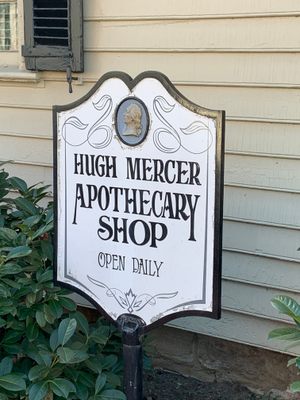 HUGH MERCER
APOTHECARY
SHOP
OPEN DAILY